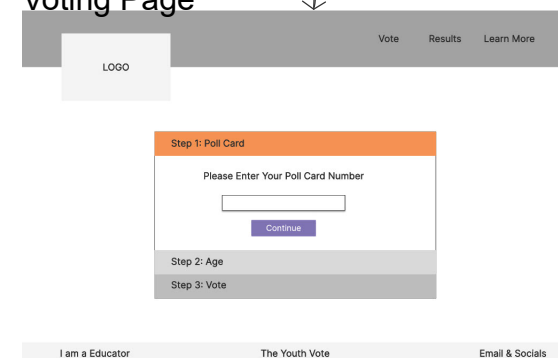 Voting Page
Vote Results Learn More
LOGO
Step 1: Poll Card
Please Enter Your Poll Card Number
Continue
Step 2: Age
Step 3: Vote
I am a Educator The Youth Vote Email & Socials